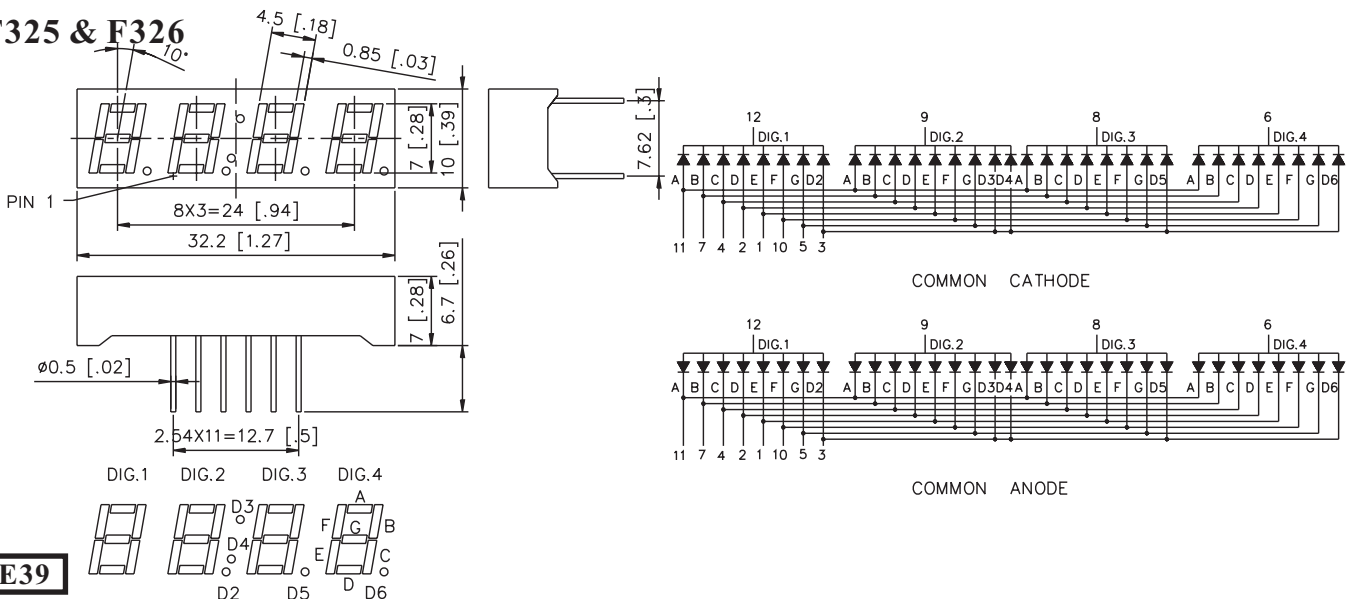 F325 & F326
10°
4.5 [.18]
0.85 [.03]
7 [.28]
10 [.39]
PIN 1
8X3=24 [.94]
32.2 [1.27]
7.62 [.3]
7 [.28]
6.7 [.26]
ø0.5 [.02]
2.54X11=12.7 [.5]
DIG.1 DIG.2 DIG.3 DIG.4
A
D3
F G B
D4
E C
D
D2 D5 D6
E39
12 9 8 6
DIG.1 DIG.2 DIG.3 DIG.4
A B C D E F G D2 A B C D E F G D3 D4 A B C D E F G D5 A B C D E F G D6
11 7 4 2 1 10 5 3
COMMON CATHODE
12 9 8 6
DIG.1 DIG.2 DIG.3 DIG.4
A B C D E F G D2 A B C D E F G D3 D4 A B C D E F G D5 A B C D E F G D6
11 7 4 2 1 10 5 3
COMMON ANODE